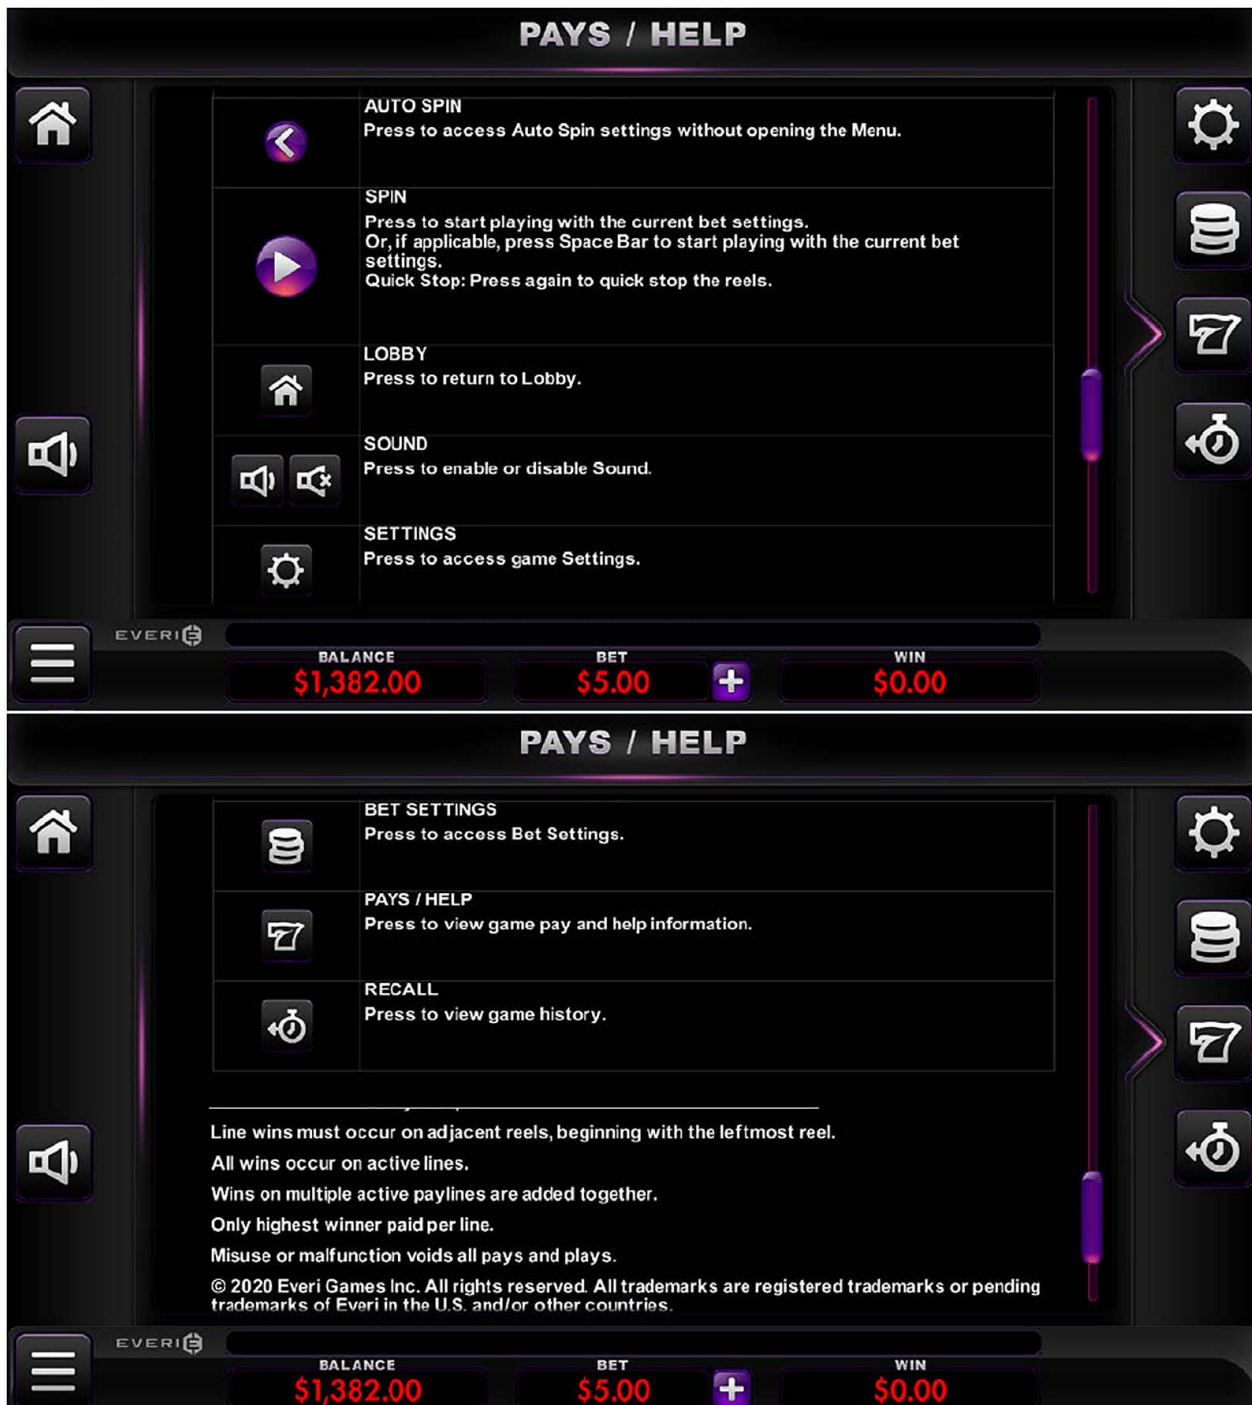 PAYS / HELP
AUTO SPIN
Press to access Auto Spin settings without opening the Menu.
SPIN
Press to start playing with the current bet settings.
Or, if applicable, press Space Bar to start playing with the current bet
settings.
Quick Stop: Press again to quick stop the reels.
LOBBY
Press to return to Lobby.
SOUND
Press to enable or disable Sound.
SETTINGS
Press to access game Settings.
EVERI
BALANCE BET WIN
$1,382.00 $5.00 $0.00
PAYS / HELP
BET SETTINGS
Press to access Bet Settings.
PAYS / HELP
Press to view game pay and help information.
RECALL
Press to view game history.
Line wins must occur on adjacent reels, beginning with the leftmost reel.
All wins occur on active lines.
Wins on multiple active paylines are added together.
Only highest winner paid per line.
Misuse or malfunction voids all pays and plays.
© 2020 Everi Games Inc. All rights reserved. All trademarks are registered trademarks or pending
trademarks of Everi in the U.S. and/or other countries.
EVERI
BALANCE BET WIN
$1,382.00 $5.00 $0.00